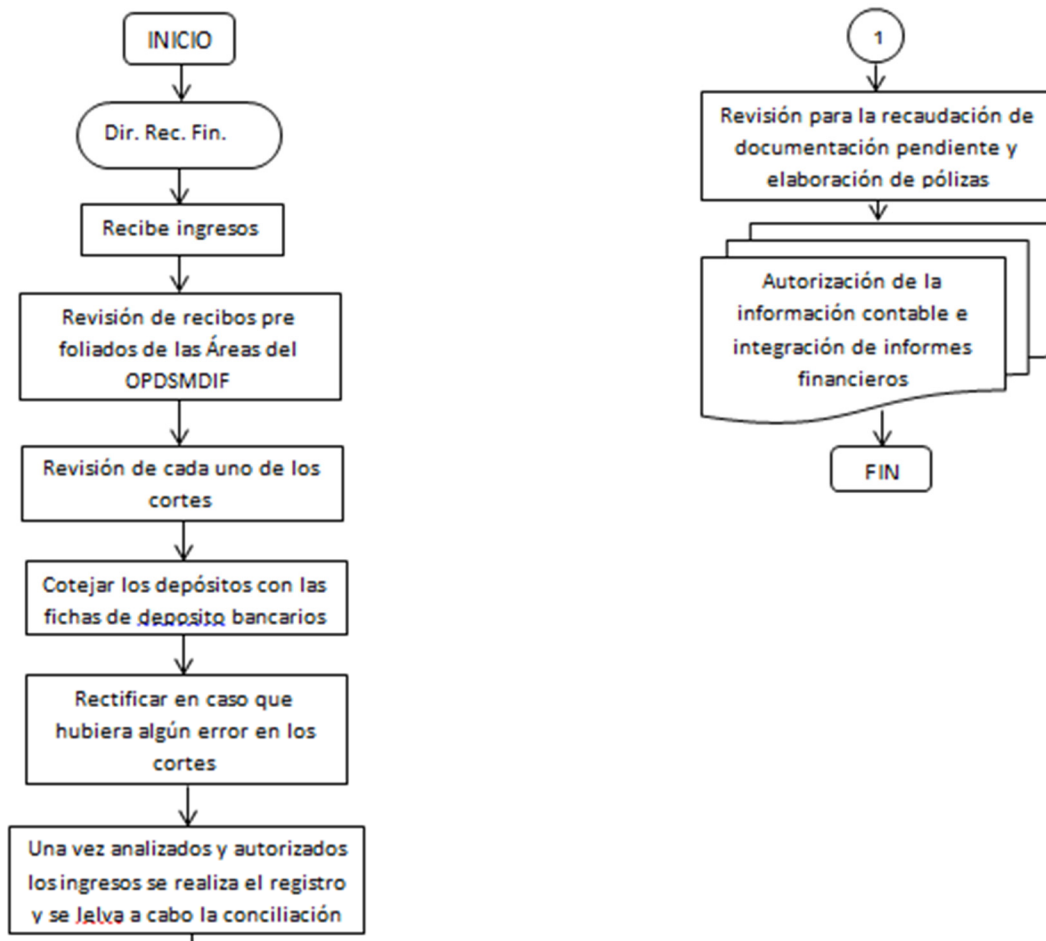 INICIO
Dir. Rec. Fin.
Recibe ingresos
Revisión de recibos pre
foliados de las Áreas del
OPDSMDIF
Revisión de cada uno de los
cortes
Cotejar los depósitos con las
fichas de deposito bancarios
Rectificar en caso que
hubiera algún error en los
cortes
Una vez analizados y autorizados
los ingresos se realiza el registro
y se lelva a cabo la conciliación
1
Revisión para la recaudación de
documentación pendiente y
elaboración de pólizas
Autorización de la
información contable e
integración de informes
financieros
FIN